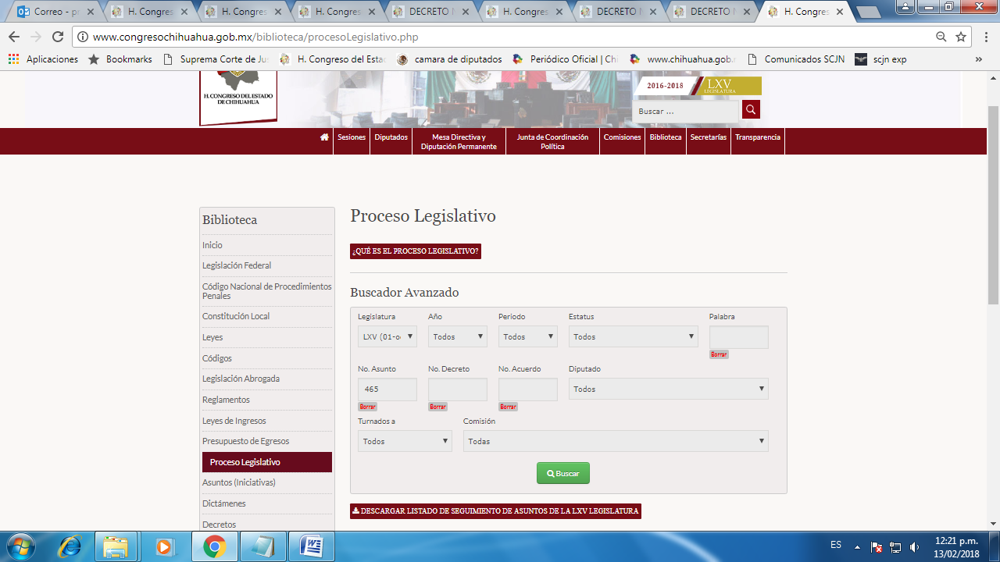 Correo - p
H. Congres
H. Congres
H. Congres
DECRETO
H. Congres
DECRETO
DECRETO
H. Congres
www.congresochihuahua.gob.mx/biblioteca/procesoLegislativo.php
Aplicaciones Bookmarks Suprema Corte de Ju H. Congreso del Esta camara de diputados Periódico Oficial | Chi www.chihuahua.gob. Comunicados SCJN scjn exp »
H. CONGRESO DEL ESTADO
DE CHIHUAHUA
2016-2018 LXV
LEGISLATURA
Buscar ...
Sesiones Diputados Mesa Directiva y Diputación Permanente Junta de Coordinación Política Comisiones Biblioteca Secretarías Transparencia
Biblioteca
Inicio
Legislación Federal
Código Nacional de Procedimientos
Penales
Constitución Local
Leyes
Códigos
Legislación Abrogada
Reglamentos
Leyes de Ingresos
Presupuesto de Egresos
Proceso Legislativo
Asuntos (Iniciativas)
Dictámenes
Decretos
Proceso Legislativo
¿QUÉ ES EL PROCESO LEGISLATIVO?
Buscador Avanzado
Legislatura Año Periodo Estatus Palabra
LXV (01-o Todos Todos Todos
Borrar
No. Asunto No. Decreto No. Acuerdo Diputado
465 Todos
Borrar Borrar Borrar
Turnados a Comisión
Todos Todas
Buscar
DESCARGAR LISTADO DE SEGUIMIENTO DE ASUNTOS DE LA LXV LEGISLATURA
ES
12:21 p.m.
13/02/2018